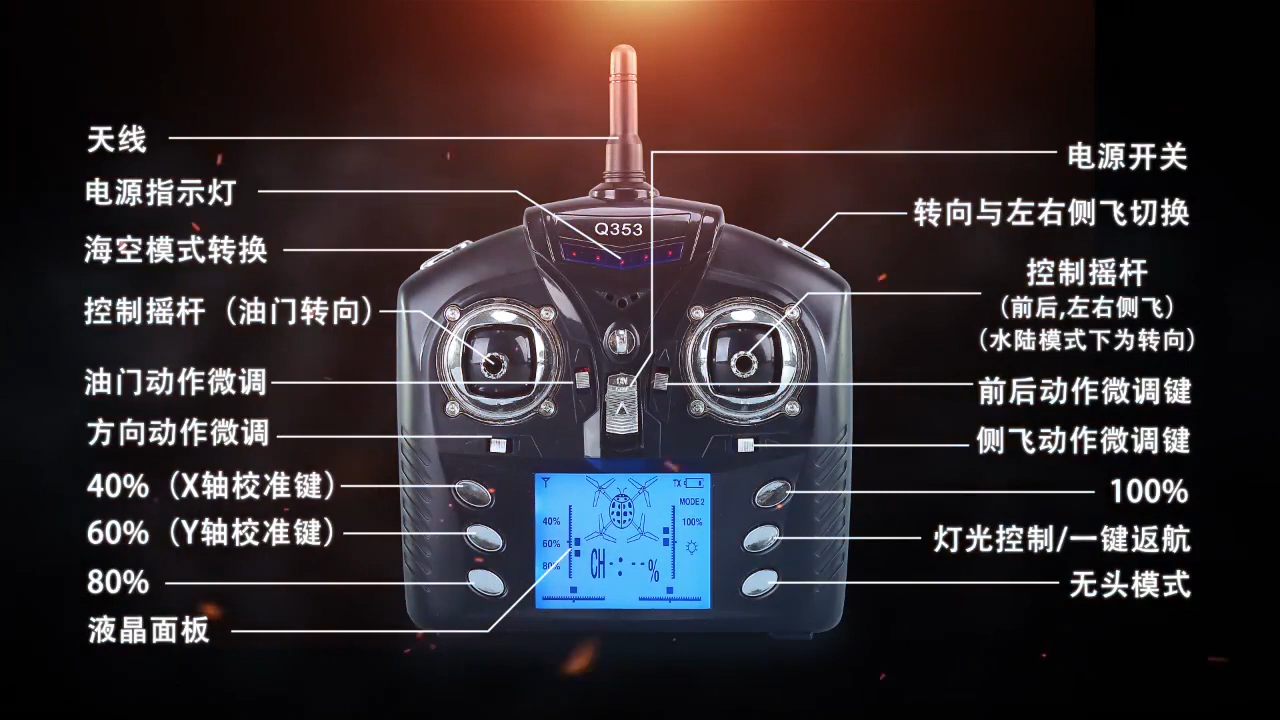 天线
电源指示灯
海空模式转换
控制摇杆（油门转向）
油门动作微调
方向动作微调
40%（X轴校准键）
60%（Y轴校准键）
80%
液晶面板
Q353
TX
MODE2
40%
100%
60%
80%
CH -:--%
电源开关
转向与左右侧飞切换
控制摇杆
（前后,左右侧飞）
（水陆模式下为转向）
前后动作微调键
侧飞动作微调键
100%
灯光控制/一键返航
无头模式